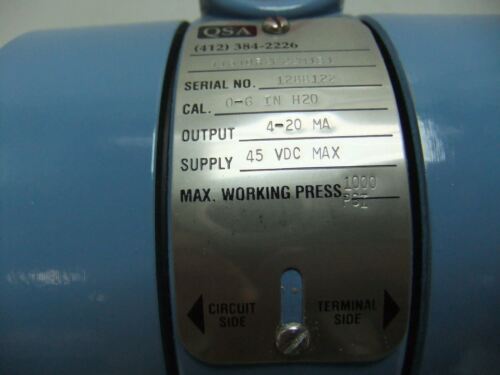 QSA
(412) 384-2226
SERIAL NO. 1288122
CAL. 0-6 IN H2O
OUTPUT 4-20 MA
SUPPLY 45 VDC MAX
MAX. WORKING PRESS 1000 PSI
CIRCUIT SIDE
TERMINAL SIDE